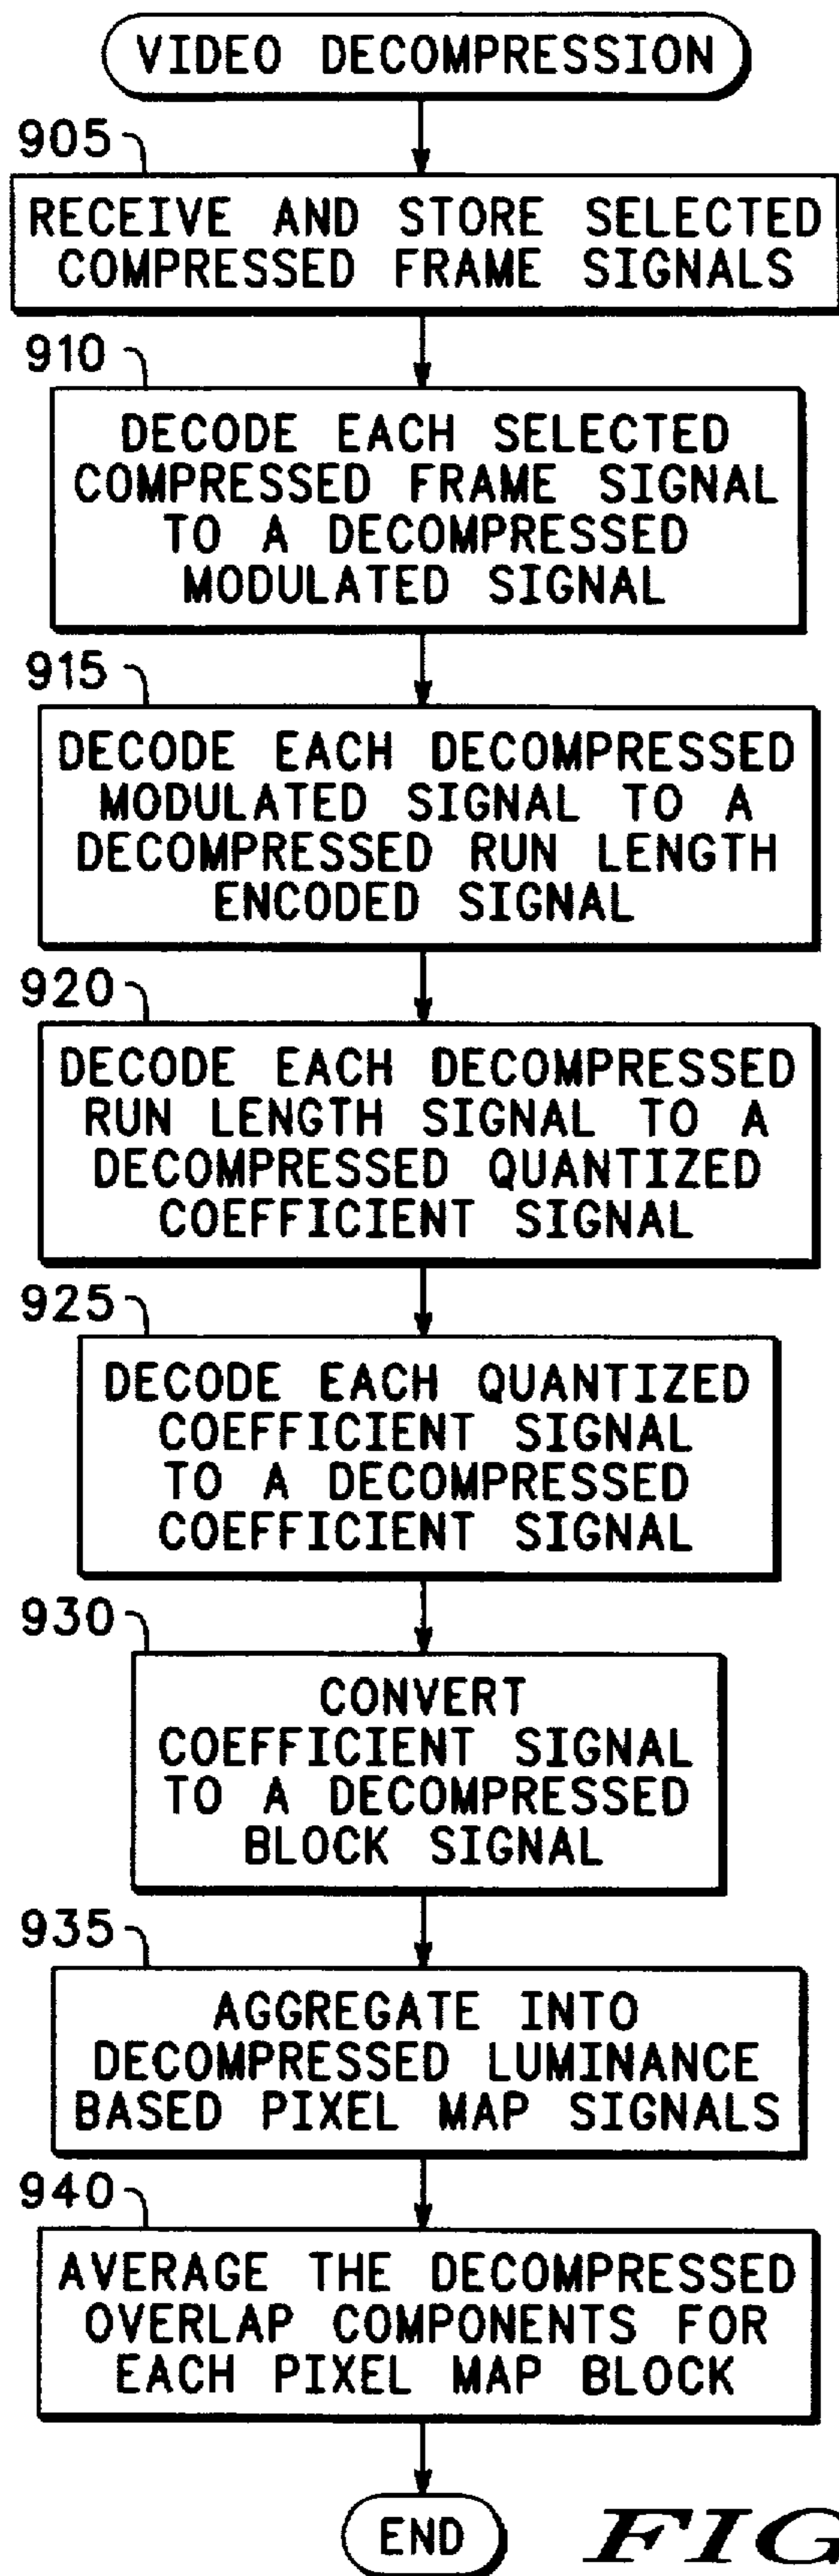 VIDEO DECOMPRESSION
905
RECEIVE AND STORE SELECTED
COMPRESSED FRAME SIGNALS
910
DECODE EACH SELECTED
COMPRESSED FRAME SIGNAL
TO A DECOMPRESSED
MODULATED SIGNAL
915
DECODE EACH DECOMPRESSED
MODULATED SIGNAL TO A
DECOMPRESSED RUN LENGTH
ENCODED SIGNAL
920
DECODE EACH DECOMPRESSED
RUN LENGTH SIGNAL TO A
DECOMPRESSED QUANTIZED
COEFFICIENT SIGNAL
925
DECODE EACH QUANTIZED
COEFFICIENT SIGNAL
TO A DECOMPRESSED
COEFFICIENT SIGNAL
930
CONVERT
COEFFICIENT SIGNAL
TO A DECOMPRESSED
BLOCK SIGNAL
935
AGGREGATE INTO
DECOMPRESSED LUMINANCE
BASED PIXEL MAP SIGNALS
940
AVERAGE THE DECOMPRESSED
OVERLAP COMPONENTS FOR
EACH PIXEL MAP BLOCK
END
FIG